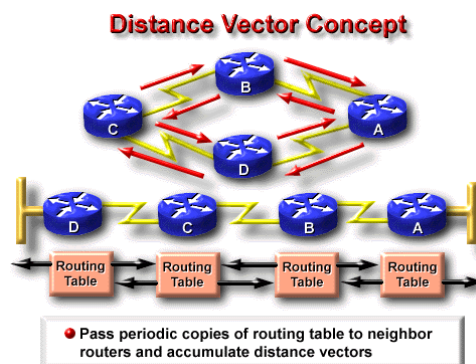 Distance Vector Concept
B
C
A
D
D
C
B
A
Routing
Table
Routing
Table
Routing
Table
Routing
Table
Pass periodic copies of routing table to neighbor
routers and accumulate distance vectors